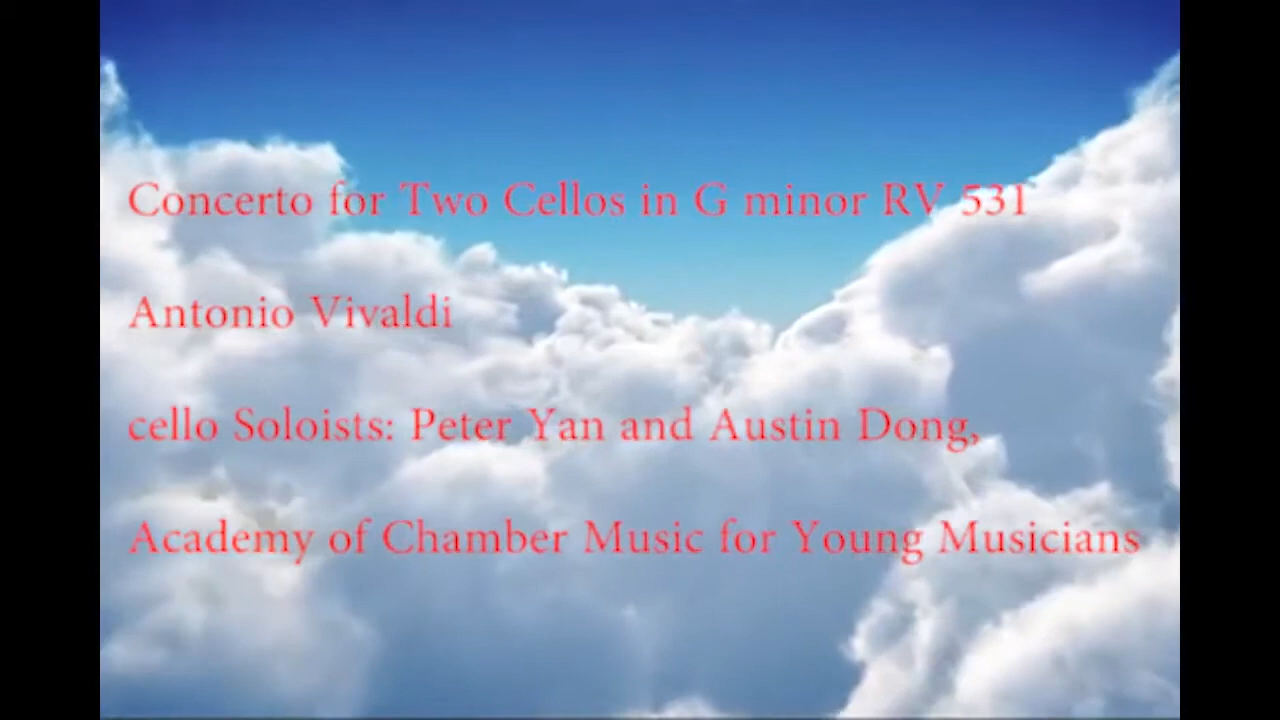 Concerto for Two Cellos in G minor RV 531
Antonio Vivaldi
cello Soloists: Peter Yan and Austin Dong,
Academy of Chamber Music for Young Musicians